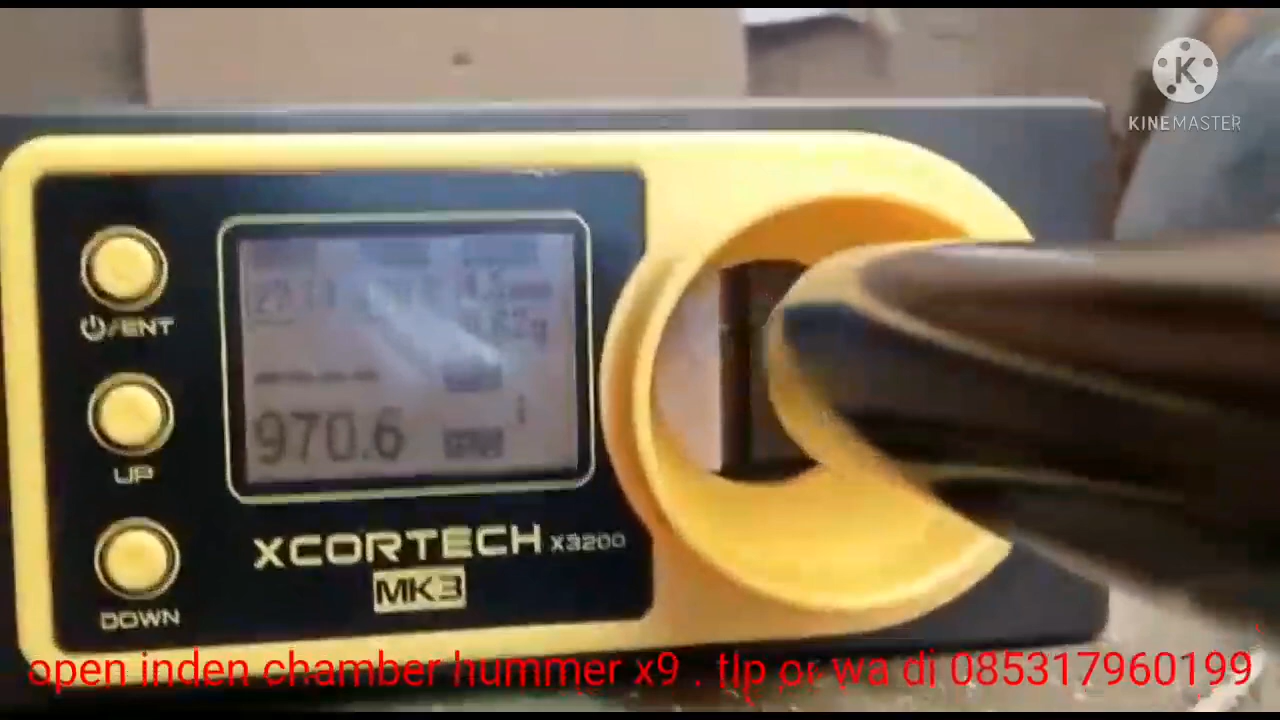 K
KINEMASTER
⏻/ENT
UP
DOWN
970.6
XCORTECH X3200
MK3
open inden chamber hummer x9 . tlp or wa di 085317960199